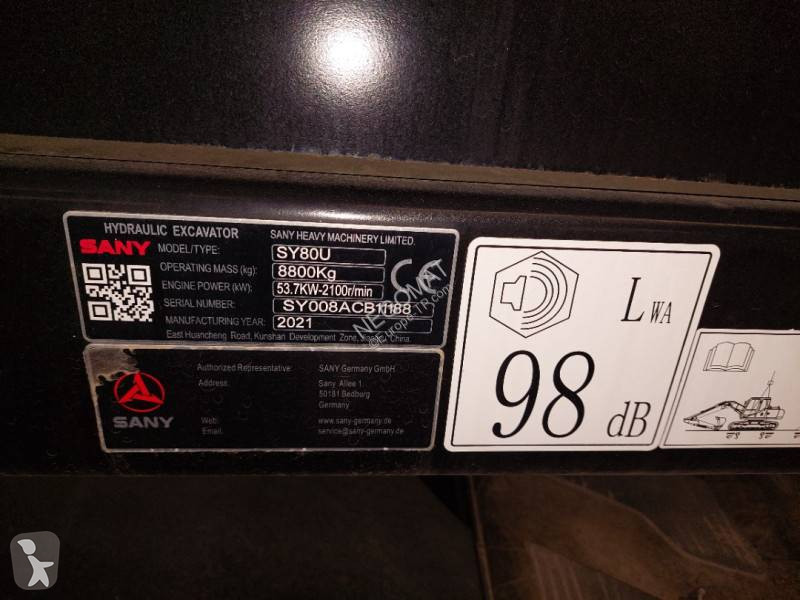 HYDRAULIC EXCAVATOR SANY HEAVY MACHINERY LIMITED.
SANY
MODEL/TYPE: SY80U
OPERATING MASS (kg): 8800Kg
ENGINE POWER (kW): 53.7KW-2100r/min
SERIAL NUMBER: SY008ACB11188
MANUFACTURING YEAR: 2021
CE
East Huancheng Road, Kunshan Development Zone, China.
Authorized Representative: SANY Germany GmbH
Address: Sany Allee 1
50181 Bedburg
Germany
SANY
Web: www.sany-germany.de
Email: service@sany-germany.de
LWA
98 dB